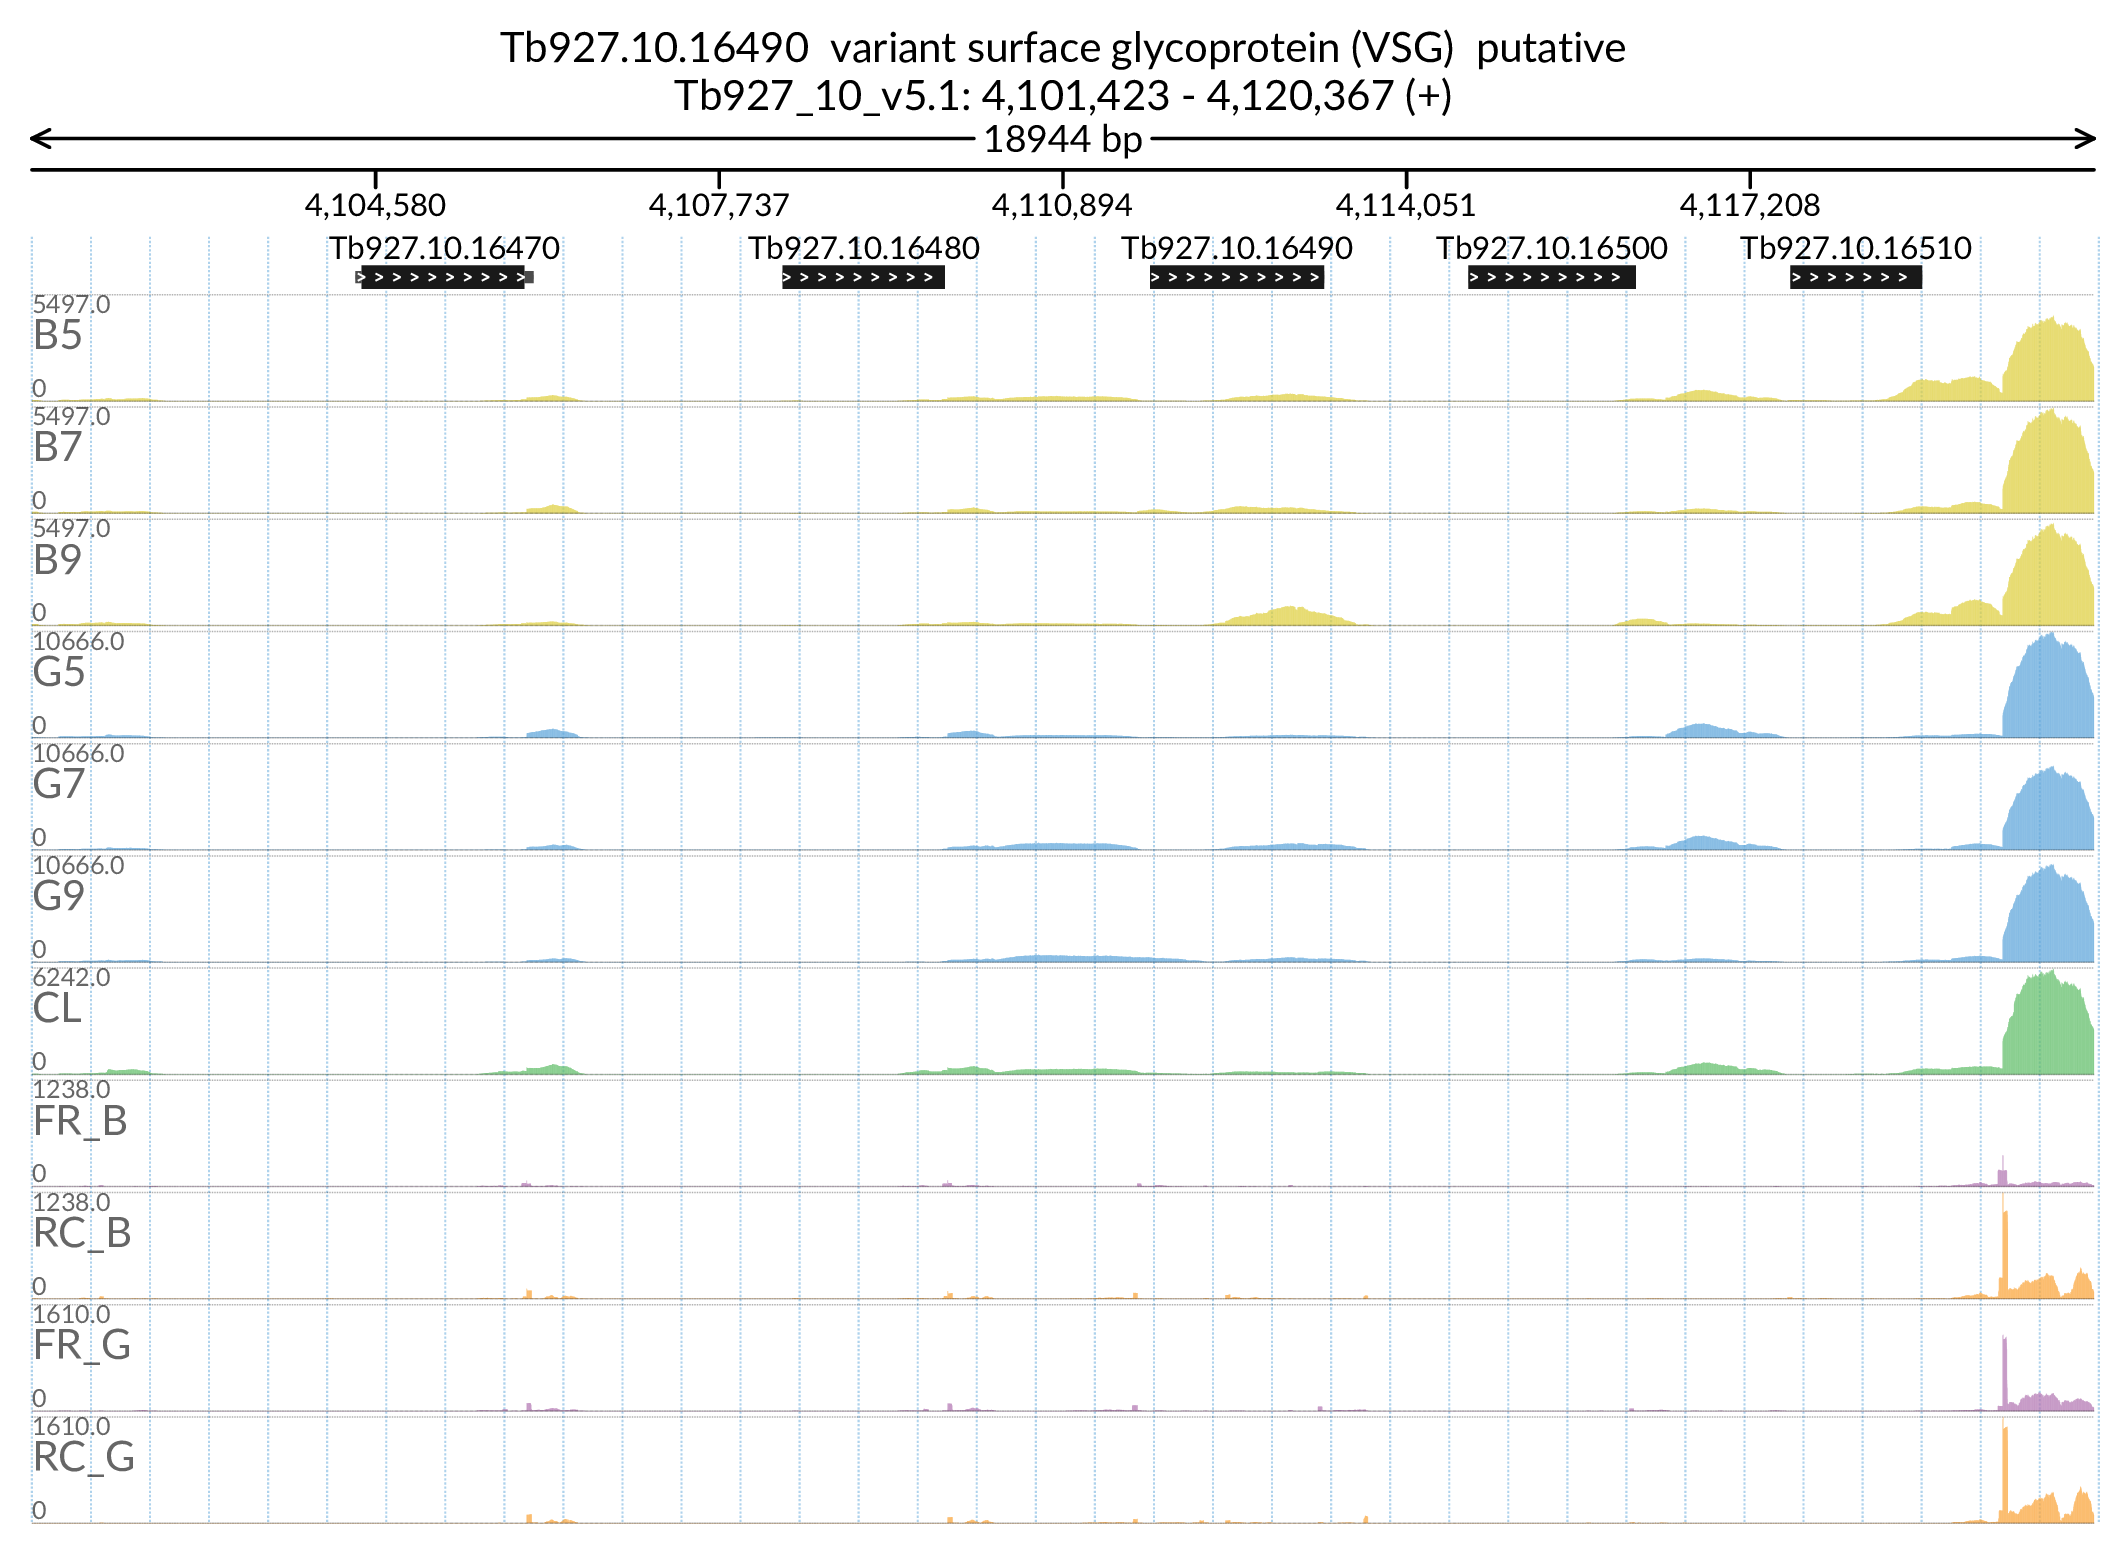 Tb927.10.16490  variant surface glycoprotein (VSG)  putative
Tb927_10_v5.1: 4,101,423 - 4,120,367 (+)
18944 bp
4,104,580 4,107,737 4,110,894 4,114,051 4,117,208
Tb927.10.16470 Tb927.10.16480 Tb927.10.16490 Tb927.10.16500 Tb927.10.16510
5497.0
B5
0
5497.0
B7
0
5497.0
B9
0
10666.0
G5
0
10666.0
G7
0
10666.0
G9
0
6242.0
CL
0
1238.0
FR_B
0
1238.0
RC_B
0
1610.0
FR_G
0
1610.0
RC_G
0